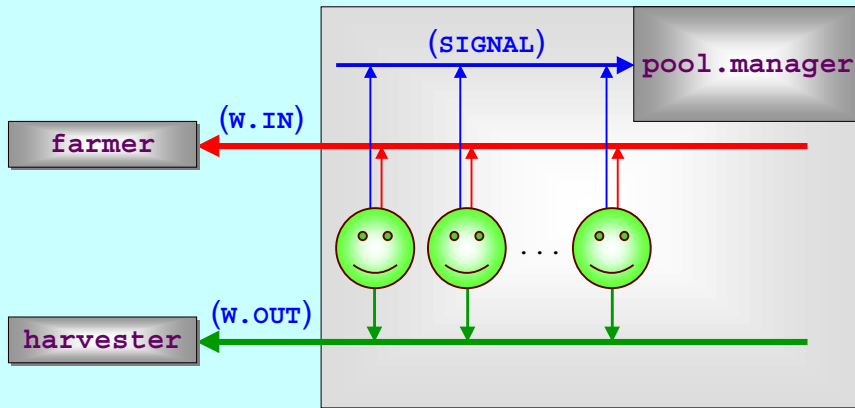 (SIGNAL)
pool.manager
(W.IN)
farmer
...
(W.OUT)
harvester